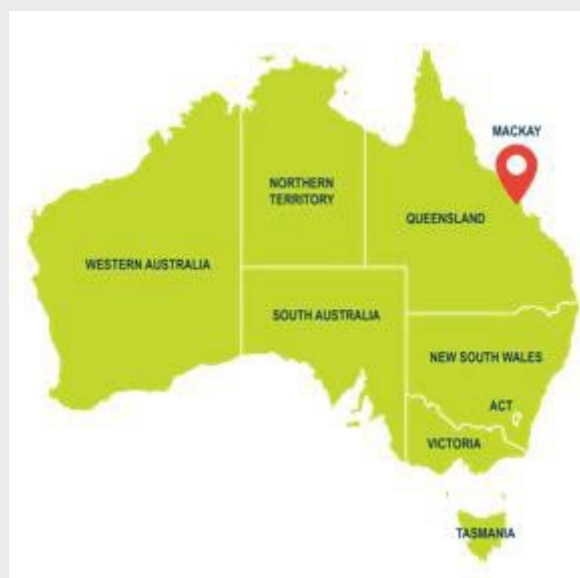 MACKAY
NORTHERN
TERRITORY
QUEENSLAND
WESTERN AUSTRALIA
SOUTH AUSTRALIA
NEW SOUTH WALES
ACT
VICTORIA
TASMANIA